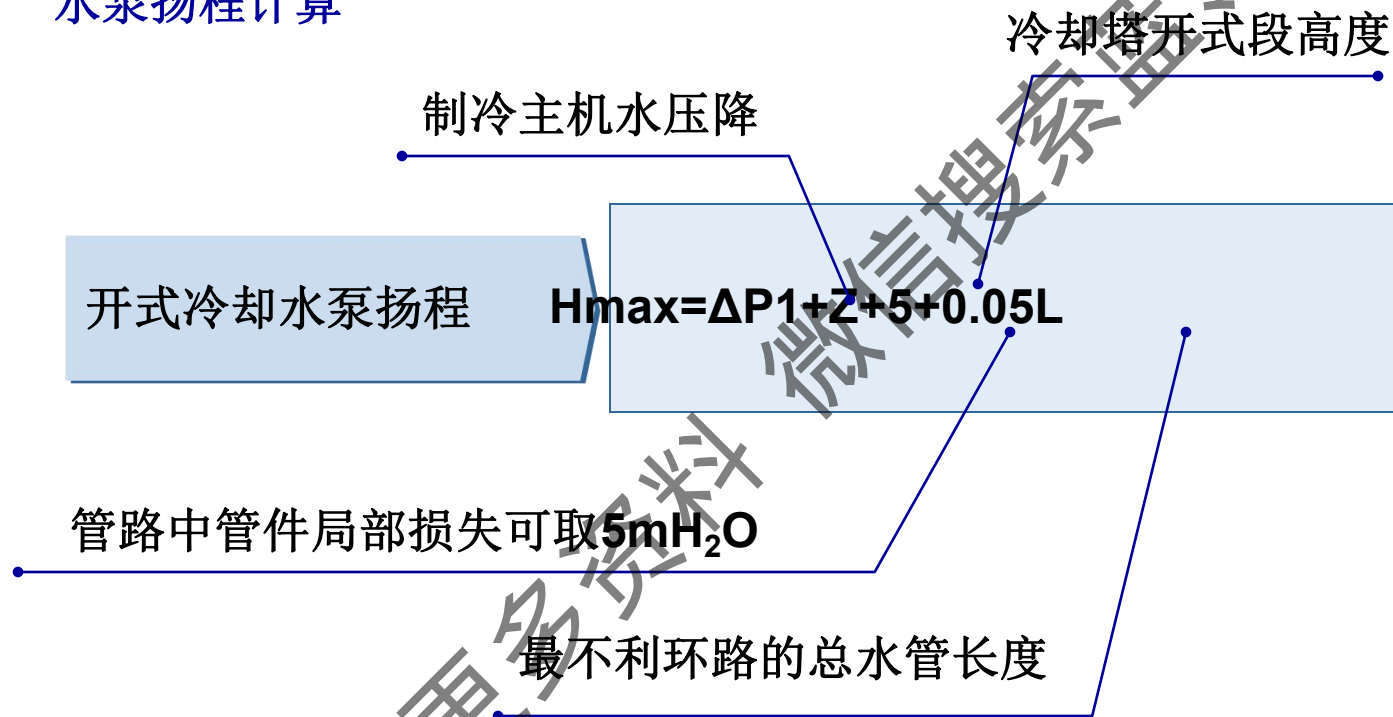 水泵扬程计算
冷却塔开式段高度
制冷主机水压降
开式冷却水泵扬程 Hmax=ΔP1+Z+5+0.05L
管路中管件局部损失可取5mH₂O
最不利环路的总水管长度
更多资料 微信搜索蓝